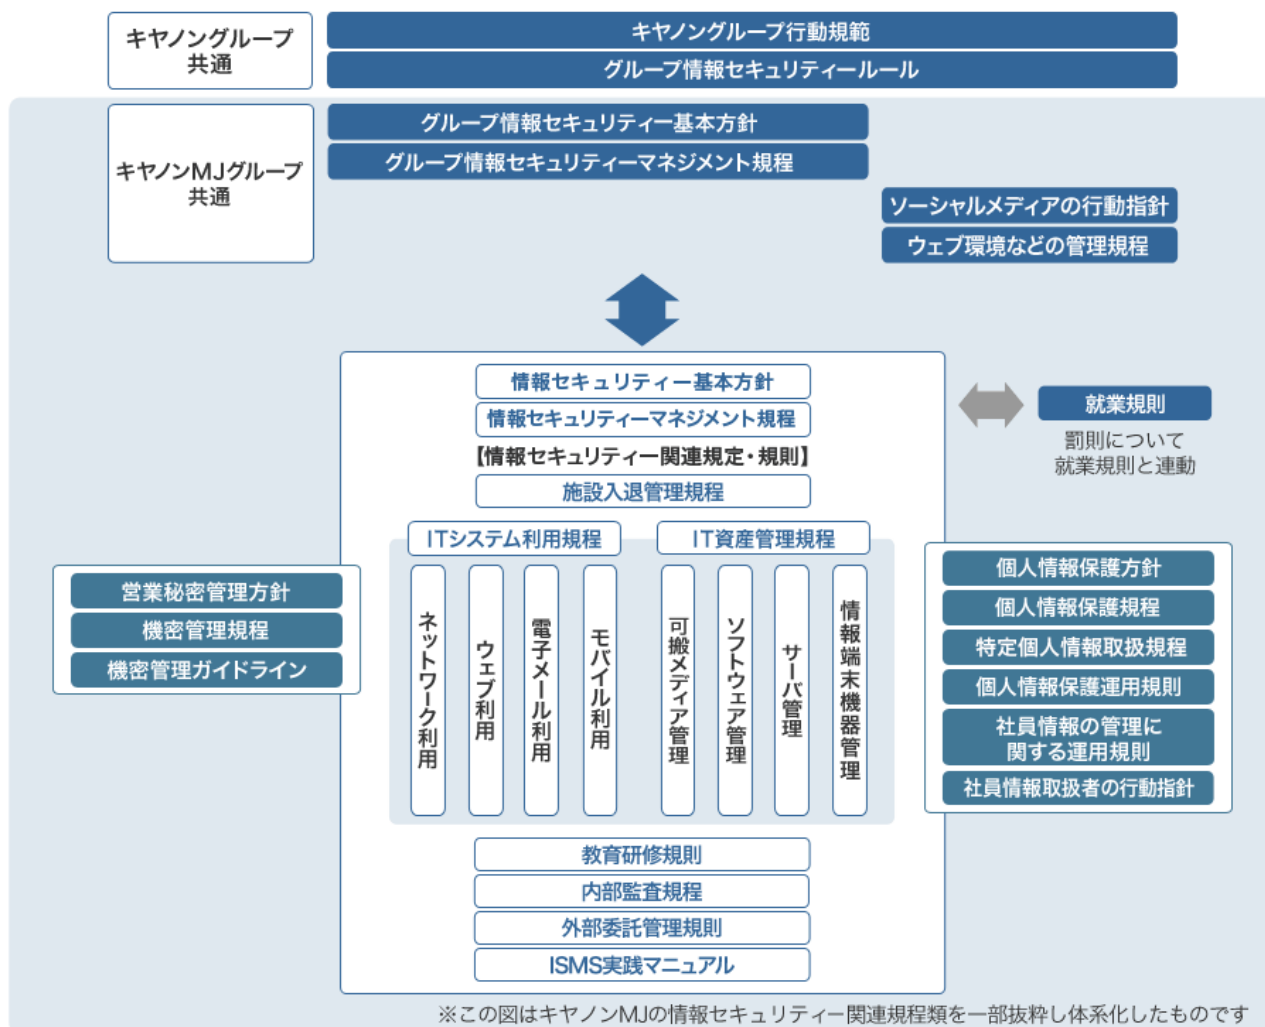 キヤノングループ
共通
キヤノングループ行動規範
グループ情報セキュリティールール
キヤノンMJグループ
共通
グループ情報セキュリティー基本方針
グループ情報セキュリティーマネジメント規程
ソーシャルメディアの行動指針
ウェブ環境などの管理規程
情報セキュリティー基本方針
情報セキュリティーマネジメント規程
【情報セキュリティー関連規定・規則】
施設入退管理規程
就業規則
罰則について
就業規則と連動
ITシステム利用規程
ネットワーク利用
ウェブ利用
電子メール利用
モバイル利用
IT資産管理規程
可搬メディア管理
ソフトウェア管理
サーバ管理
情報端末機器管理
営業秘密管理方針
機密管理規程
機密管理ガイドライン
個人情報保護方針
個人情報保護規程
特定個人情報取扱規程
個人情報保護運用規則
社員情報の管理に
関する運用規則
社員情報取扱者の行動指針
教育研修規則
内部監査規程
外部委託管理規則
ISMS実践マニュアル
※この図はキヤノンMJの情報セキュリティー関連規程類を一部抜粋し体系化したものです